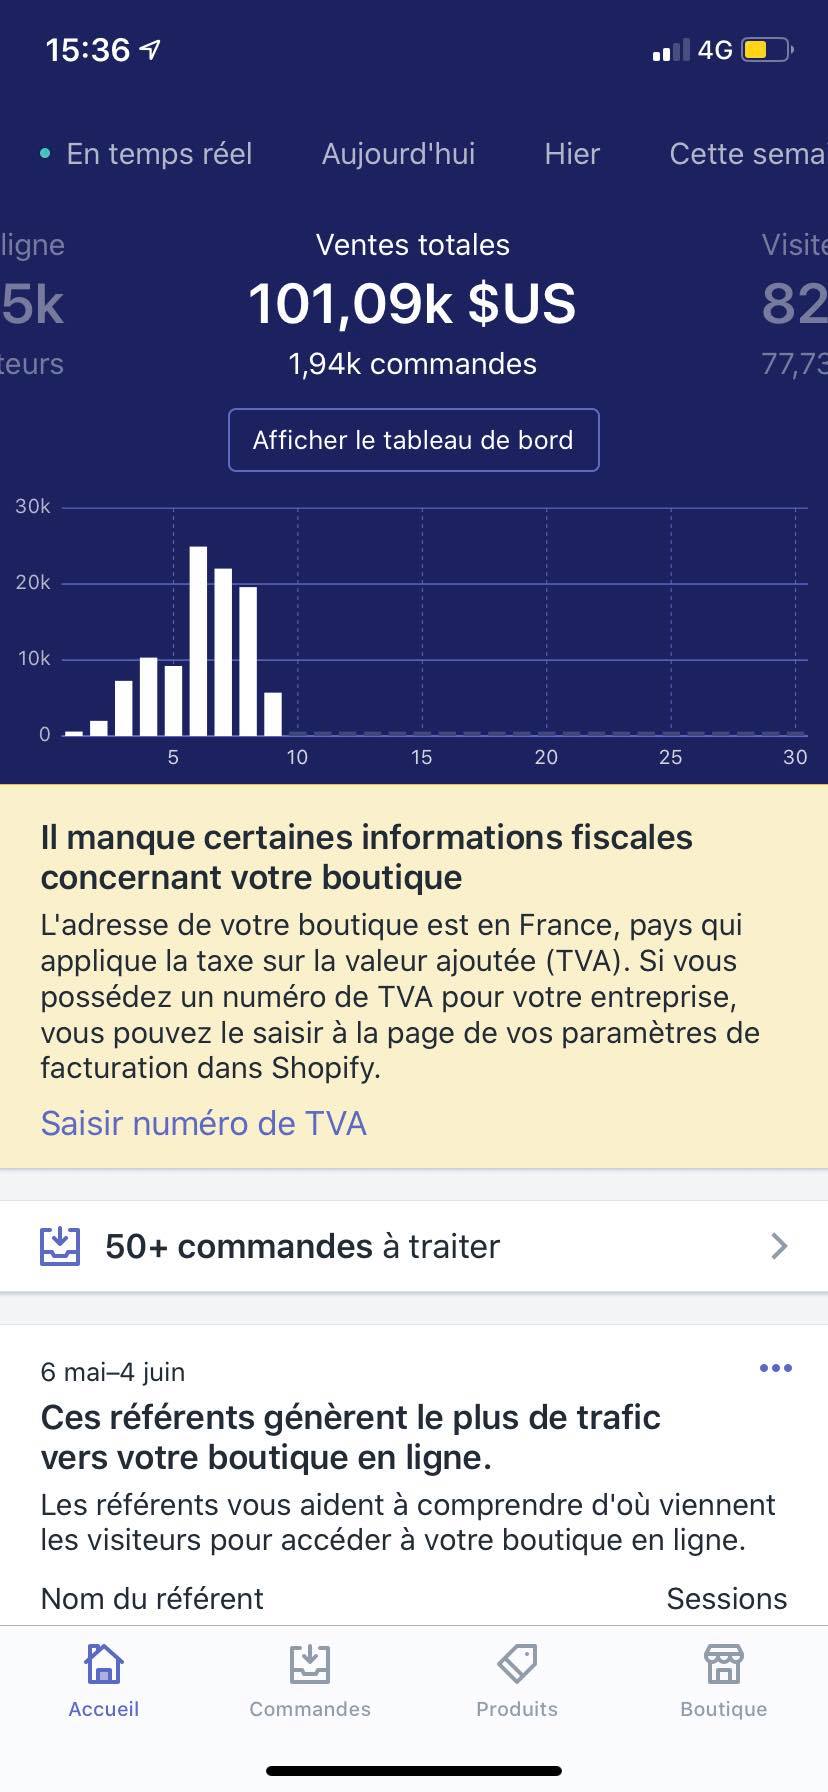 15:36
4G
En temps réel Aujourd'hui Hier Cette semai
ligne Ventes totales Visite
5k 101,09k $US 82
teurs 1,94k commandes 77,73
Afficher le tableau de bord
30k
20k
10k
0
5 10 15 20 25 30
Il manque certaines informations fiscales
concernant votre boutique
L'adresse de votre boutique est en France, pays qui
applique la taxe sur la valeur ajoutée (TVA). Si vous
possédez un numéro de TVA pour votre entreprise,
vous pouvez le saisir à la page de vos paramètres de
facturation dans Shopify.
Saisir numéro de TVA
50+ commandes à traiter
6 mai–4 juin
Ces référents génèrent le plus de trafic
vers votre boutique en ligne.
Les référents vous aident à comprendre d'où viennent
les visiteurs pour accéder à votre boutique en ligne.
Nom du référent Sessions
Accueil Commandes Produits Boutique